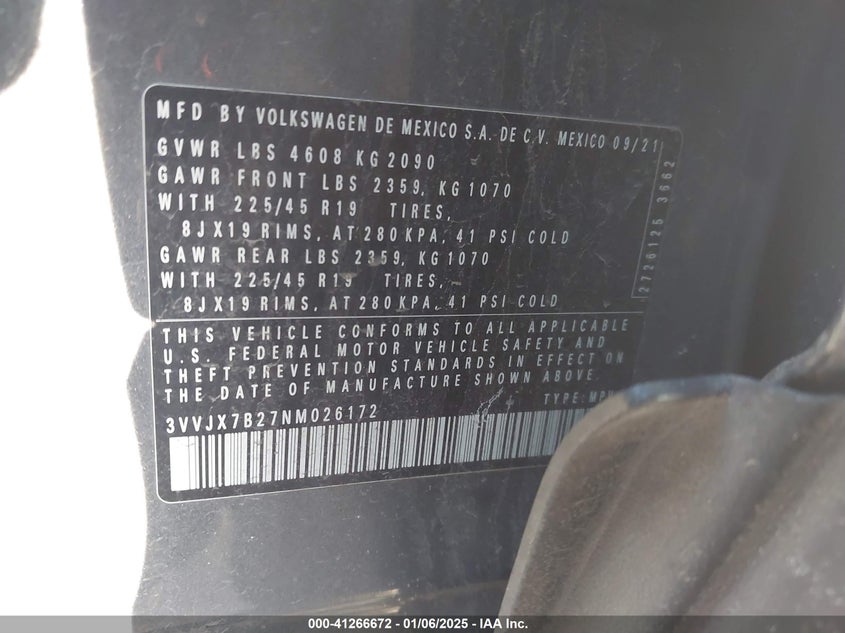 MFD BY VOLKSWAGEN DE MEXICO S.A. DE C.V. MEXICO 09/21
GVWR LBS 4608 KG 2090
GAWR FRONT LBS 2359, KG 1070
WITH 225/45 R19 TIRES,
8JX19 RIMS, AT 280 KPA, 41 PSI COLD
GAWR REAR LBS 2359, KG 1070
WITH 225/45 R19 TIRES,
8JX19 RIMS, AT 280 KPA, 41 PSI COLD
2726125 3662
THIS VEHICLE CONFORMS TO ALL APPLICABLE
U.S. FEDERAL MOTOR VEHICLE SAFETY AND
THEFT PREVENTION STANDARDS IN EFFECT ON
THE DATE OF MANUFACTURE SHOWN ABOVE.
TYPE:
3VVJX7B27NM026172
000-41266672 — 01/06/2025 — IAA Inc.